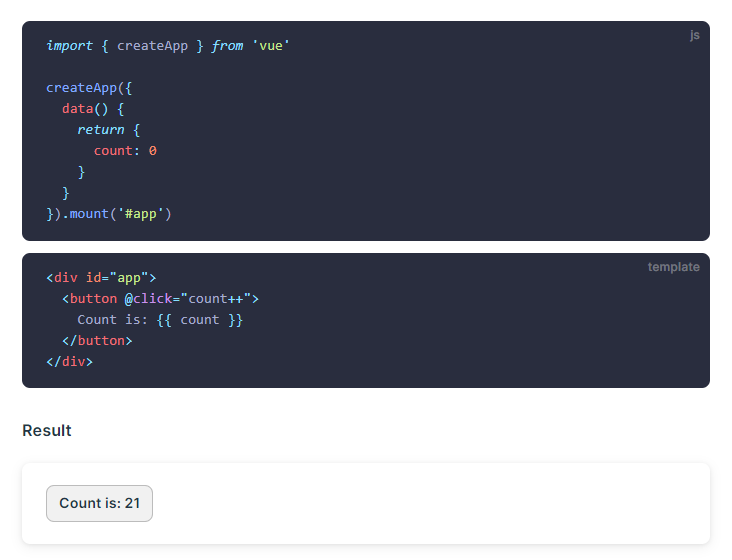 js
import { createApp } from 'vue'
createApp({
  data() {
    return {
      count: 0
    }
  }
}).mount('#app')
template
<div id="app">
  <button @click="count++">
    Count is: {{ count }}
  </button>
</div>
Result
Count is: 21